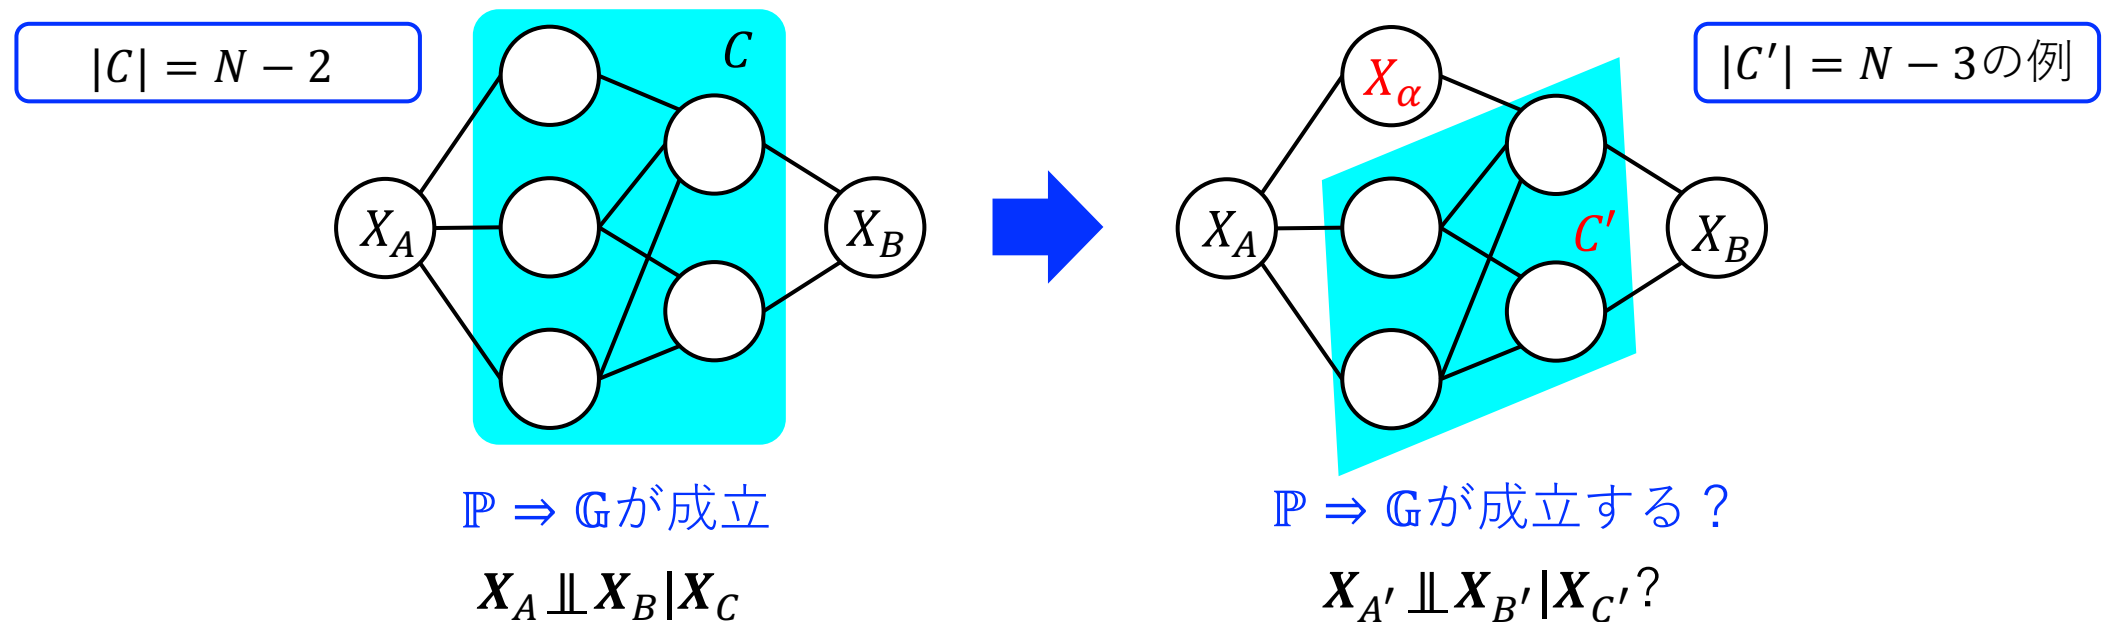 |C| = N − 2
C
X_A
X_B
ℙ ⇒ 𝔾が成立
X_A ⫫ X_B | X_C
|C′| = N − 3の例
X_α
C′
X_A
X_B
ℙ ⇒ 𝔾が成立する？
X_A′ ⫫ X_B′ | X_C′？